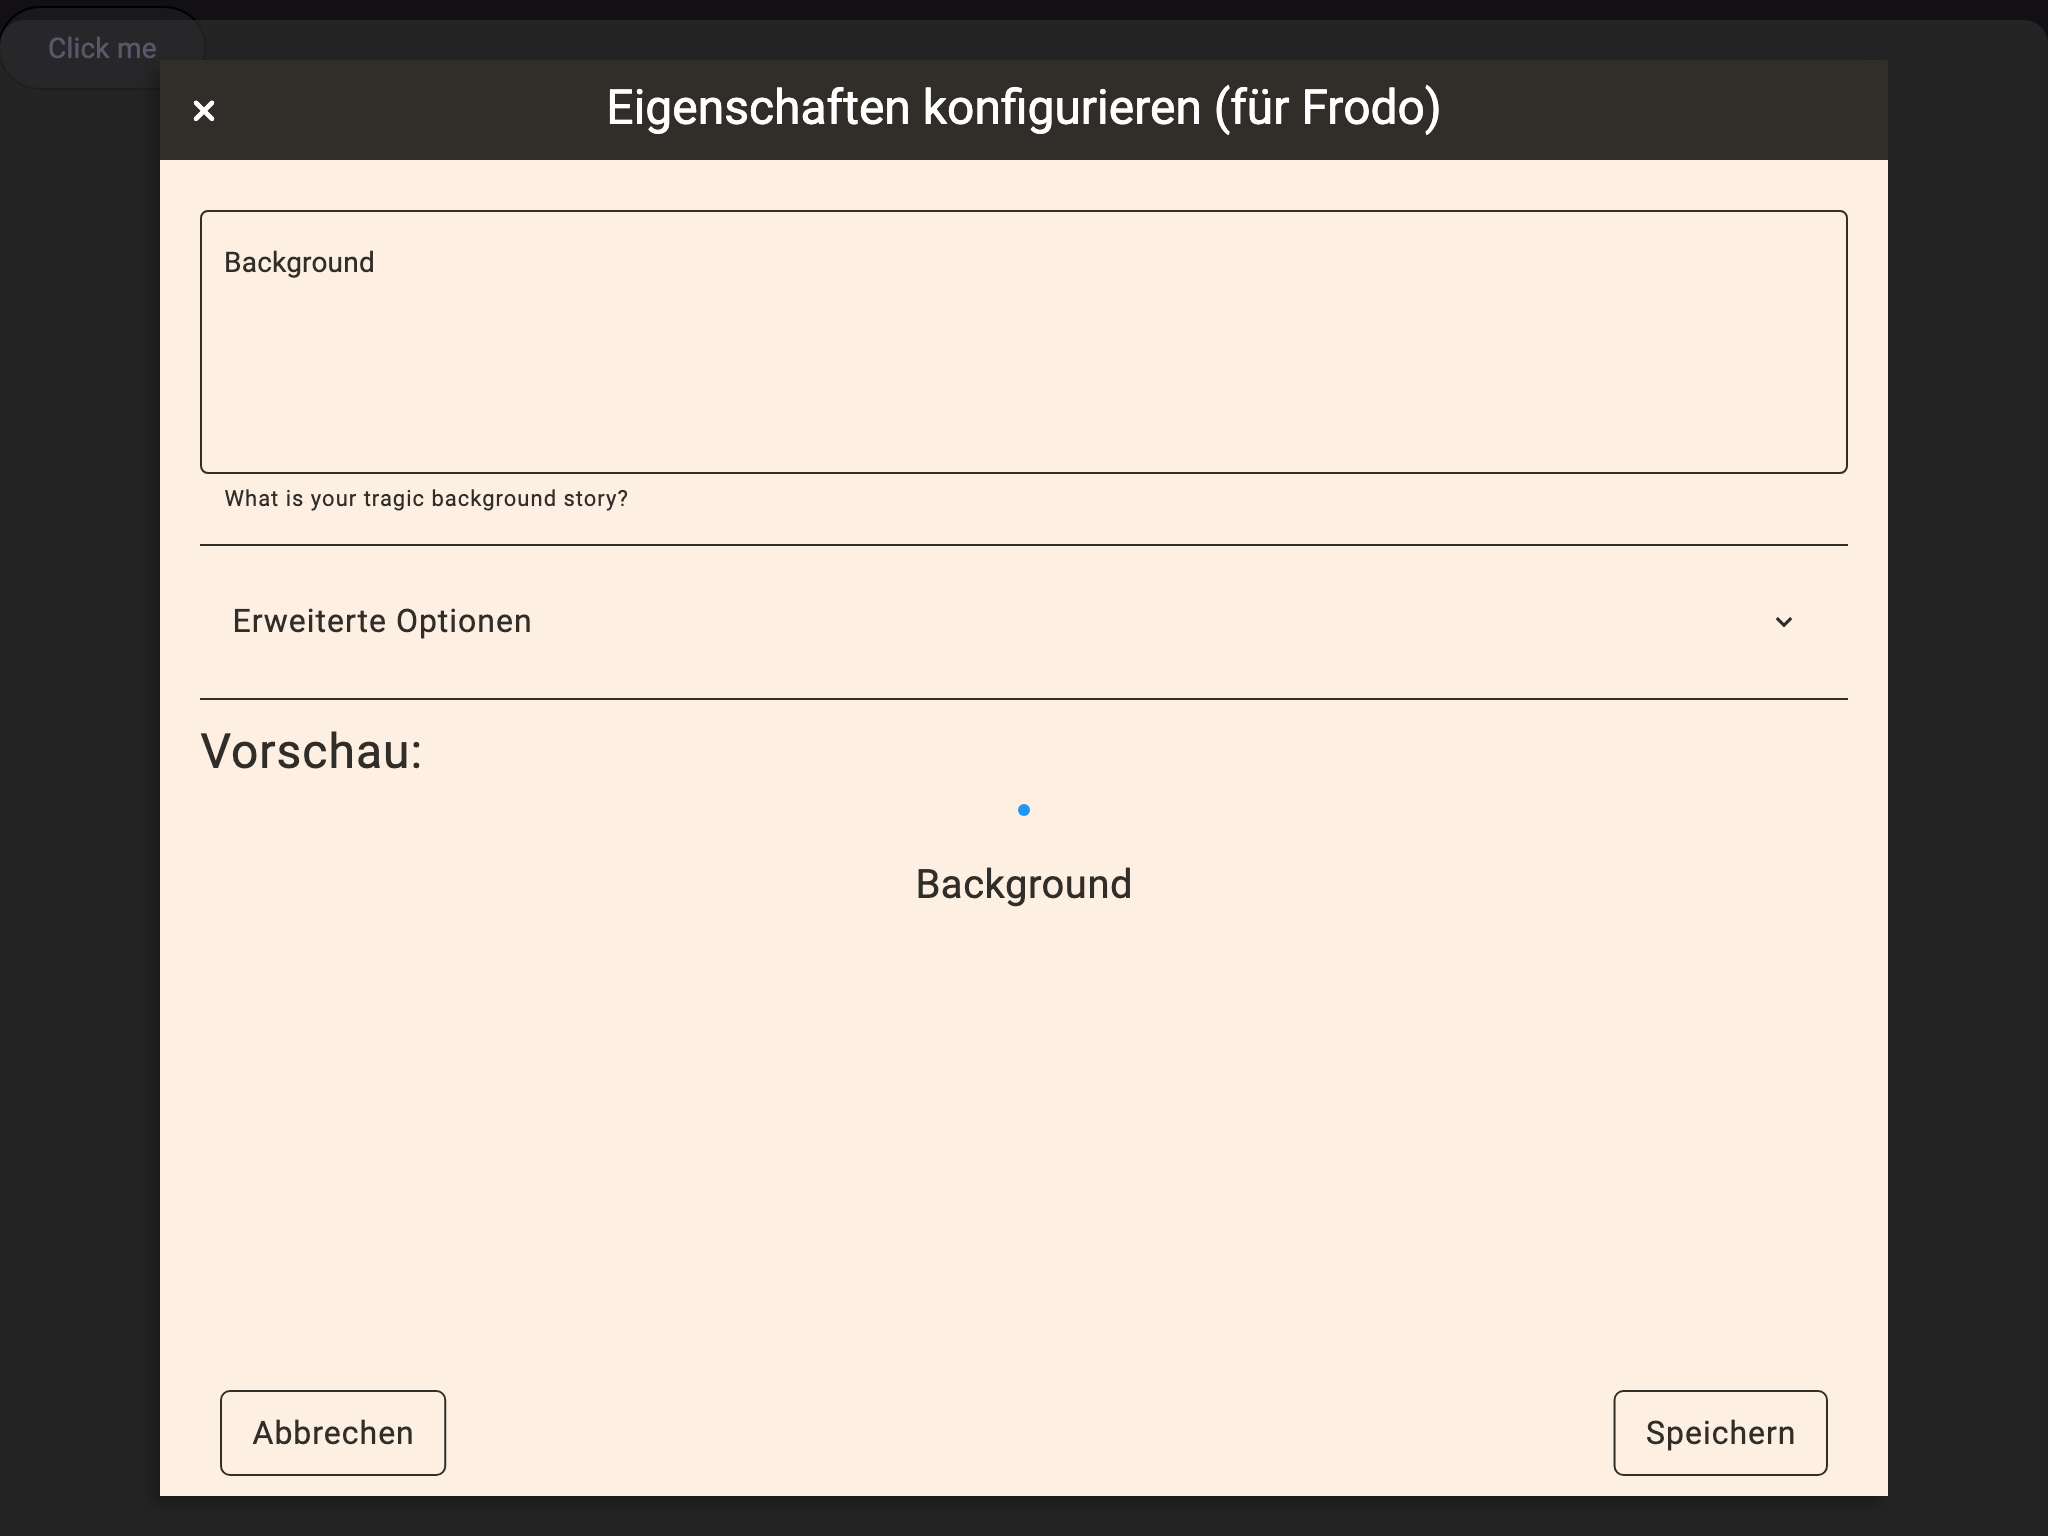 Click me
Eigenschaften konfigurieren (für Frodo)
Background
What is your tragic background story?
Erweiterte Optionen
Vorschau:
Background
Abbrechen
Speichern